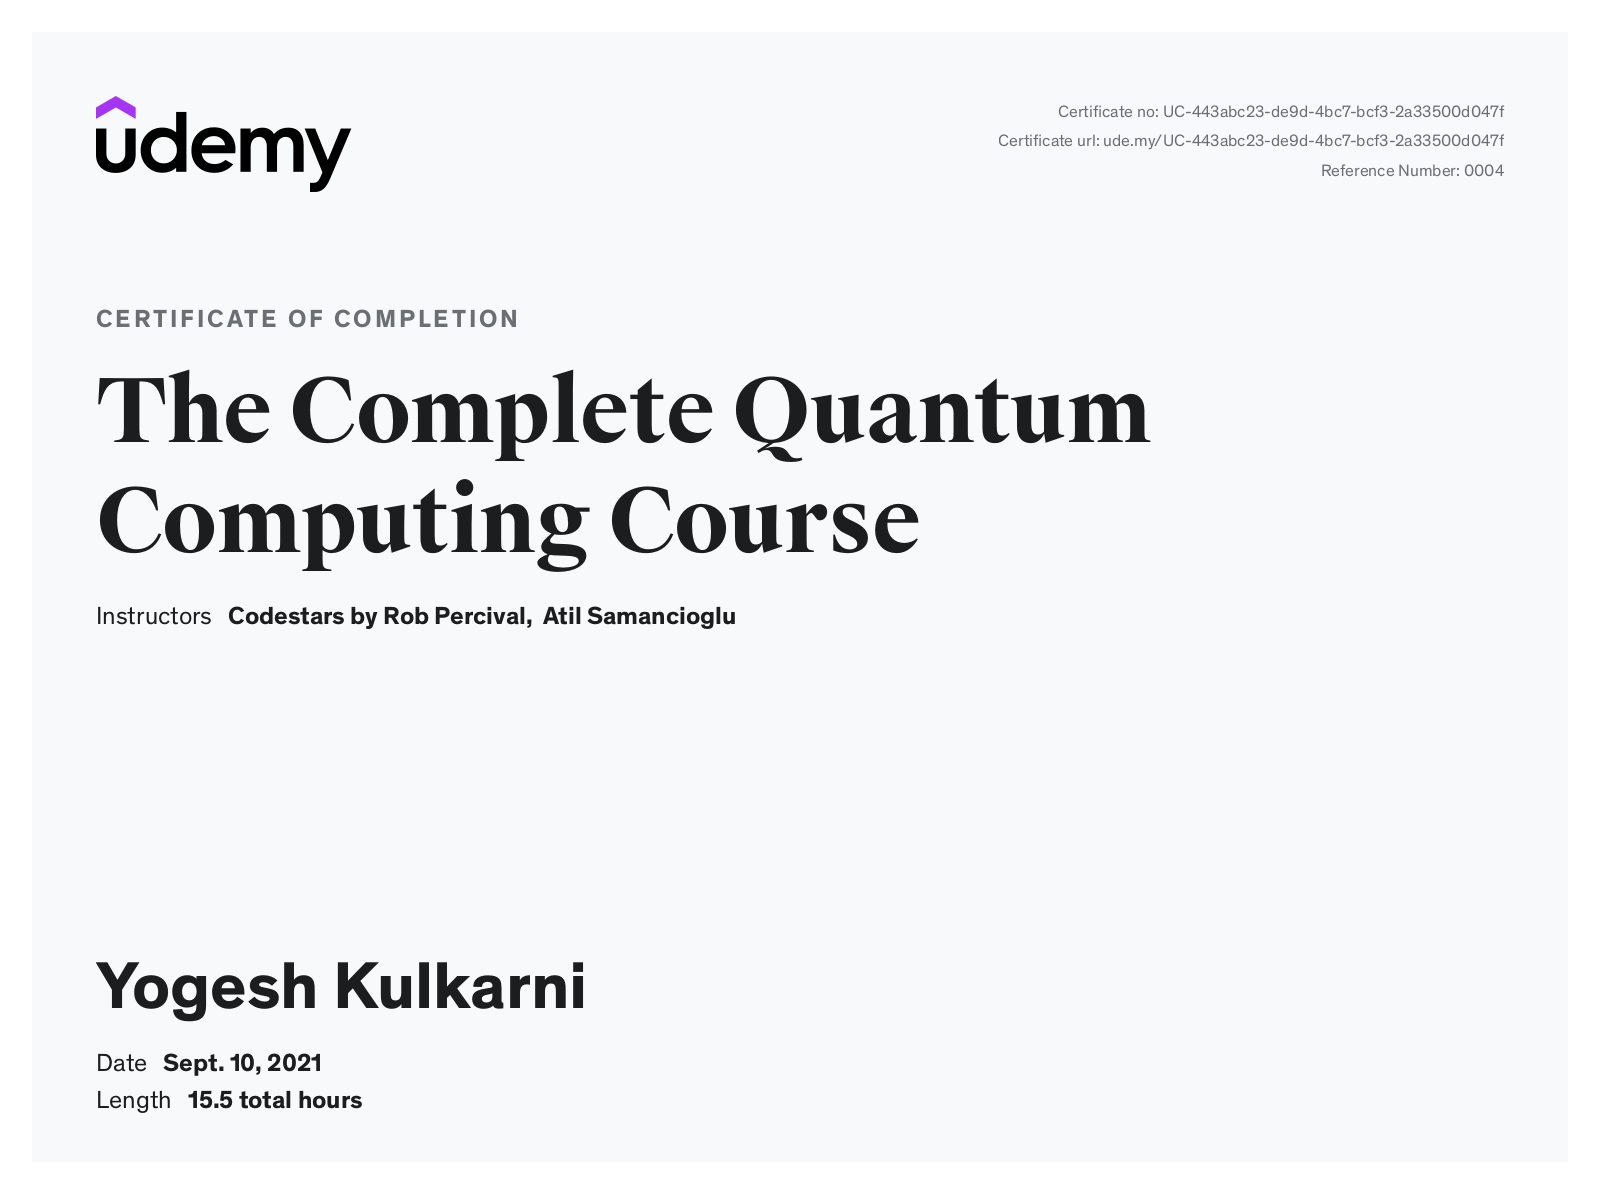 udemy
Certificate no: UC-443abc23-de9d-4bc7-bcf3-2a33500d047f
Certificate url: ude.my/UC-443abc23-de9d-4bc7-bcf3-2a33500d047f
Reference Number: 0004
CERTIFICATE OF COMPLETION
The Complete Quantum
Computing Course
Instructors Codestars by Rob Percival, Atil Samancioglu
Yogesh Kulkarni
Date Sept. 10, 2021
Length 15.5 total hours